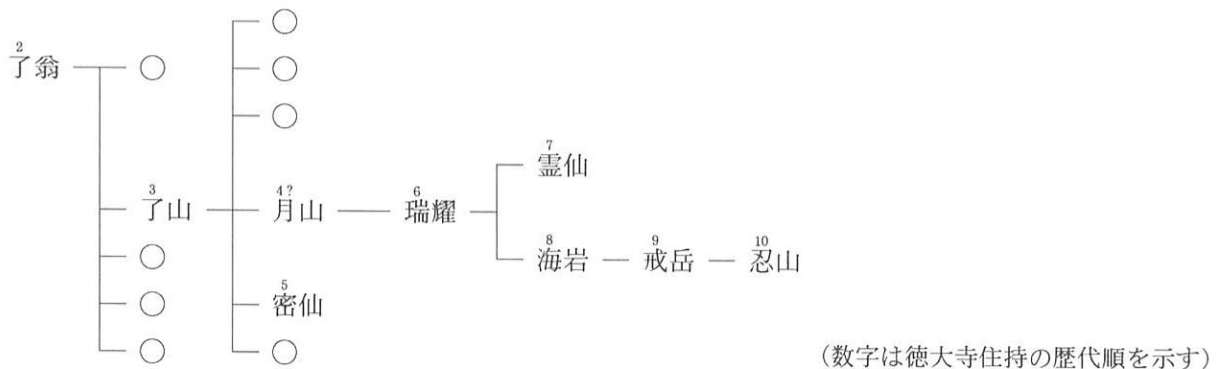 ○
2
了翁 ○ ○
○
7
霊仙
3 4? 6
了山 月山 瑞耀
8 9 10
○ 海岩 戒岳 忍山
5
○ 密仙
○ ○
(数字は徳大寺住持の歴代順を示す)